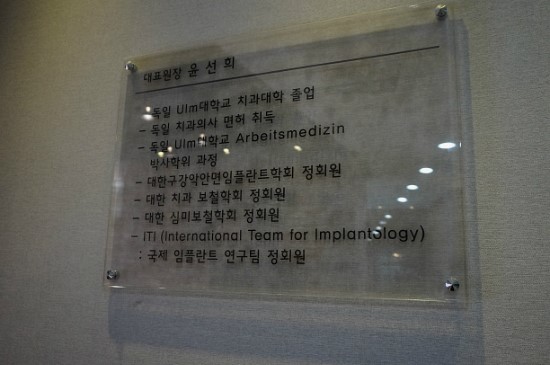 대표원장 윤선희
- 독일 Ulm대학교 치과대학 졸업
- 독일 치과의사 면허 취득
- 독일 Ulm대학교 Arbeitsmedizin
박사학위 과정
- 대한구강악안면임플란트학회 정회원
- 대한 치과 보철학회 정회원
- 대한 심미보철학회 정회원
- ITI (International Team for Implantology)
: 국제 임플란트 연구팀 정회원